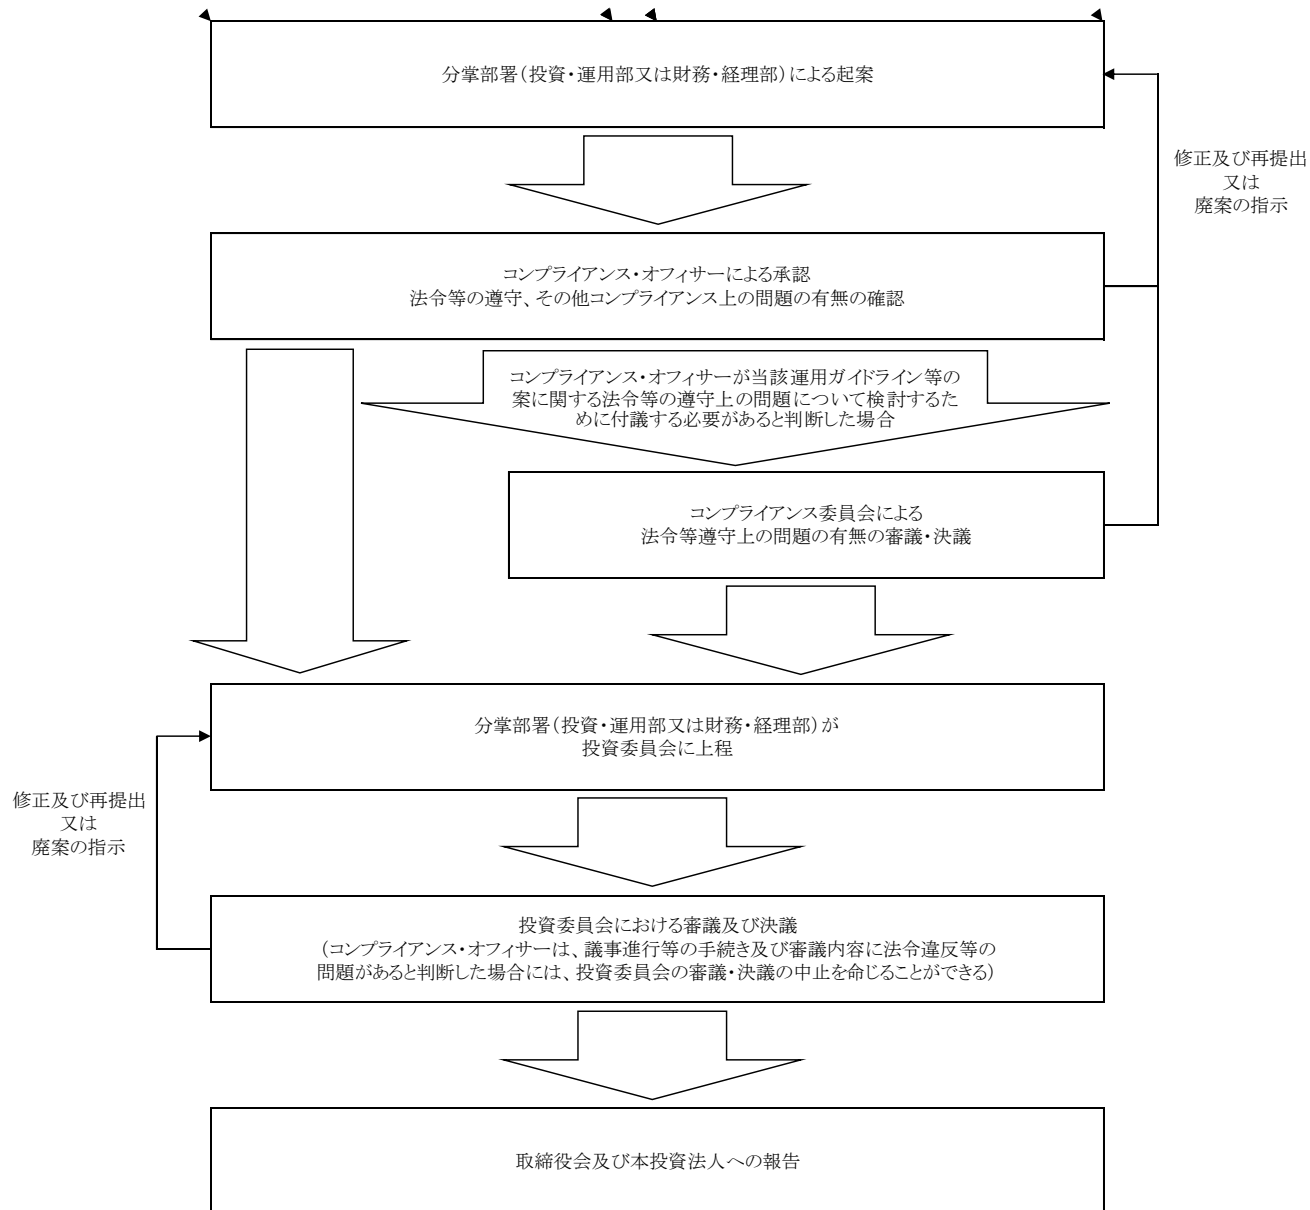 分掌部署（投資・運用部又は財務・経理部）による起案
修正及び再提出
又は
廃案の指示
コンプライアンス・オフィサーによる承認
法令等の遵守、その他コンプライアンス上の問題の有無の確認
コンプライアンス・オフィサーが当該運用ガイドライン等の
案に関する法令等の遵守上の問題について検討するた
めに付議する必要があると判断した場合
コンプライアンス委員会による
法令等遵守上の問題の有無の審議・決議
分掌部署（投資・運用部又は財務・経理部）が
投資委員会に上程
修正及び再提出
又は
廃案の指示
投資委員会における審議及び決議
（コンプライアンス・オフィサーは、議事進行等の手続き及び審議内容に法令違反等の
問題があると判断した場合には、投資委員会の審議・決議の中止を命じることができる）
取締役会及び本投資法人への報告